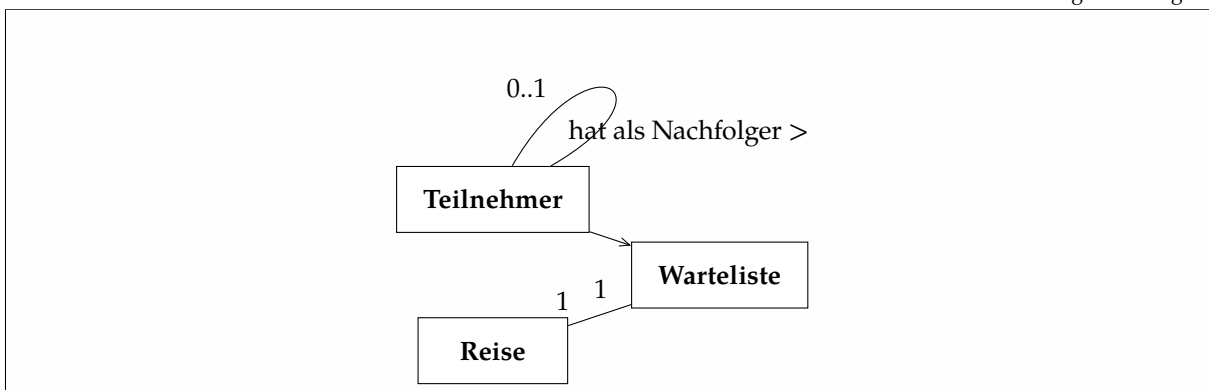 0..1
hat als Nachfolger >
Teilnehmer
Warteliste
1
1
Reise